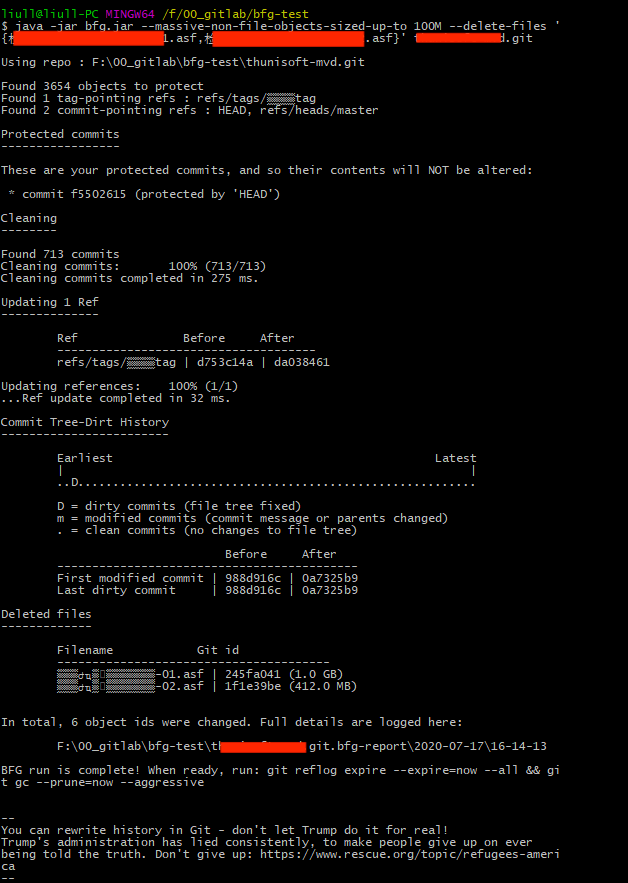 liull@liull-PC MINGW64 /f/00_gitlab/bfg-test
$ java -jar bfg.jar --massive-non-file-objects-sized-up-to 100M --delete-files '
{ 1.asf, .asf}' d.git
Using repo : F:\00_gitlab\bfg-test\thunisoft-mvd.git
Found 3654 objects to protect
Found 1 tag-pointing refs : refs/tags/▒▒▒▒tag
Found 2 commit-pointing refs : HEAD, refs/heads/master
Protected commits
-----------------
These are your protected commits, and so their contents will NOT be altered:
* commit f5502615 (protected by 'HEAD')
Cleaning
--------
Found 713 commits
Cleaning commits: 100% (713/713)
Cleaning commits completed in 275 ms.
Updating 1 Ref
--------------
Ref Before After
---------------------------------------
refs/tags/▒▒▒▒tag | d753c14a | da038461
Updating references: 100% (1/1)
...Ref update completed in 32 ms.
Commit Tree-Dirt History
------------------------
Earliest Latest
| |
..D.........................................................
D = dirty commits (file tree fixed)
m = modified commits (commit message or parents changed)
. = clean commits (no changes to file tree)
Before After
-------------------------------------------
First modified commit | 988d916c | 0a7325b9
Last dirty commit | 988d916c | 0a7325b9
Deleted files
-------------
Filename Git id
---------------------------------------
-01.asf | 245fa041 (1.0 GB)
-02.asf | 1f1e39be (412.0 MB)
In total, 6 object ids were changed. Full details are logged here:
F:\00_gitlab\bfg-test\th git.bfg-report\2020-07-17\16-14-13
BFG run is complete! When ready, run: git reflog expire --expire=now --all && gi
t gc --prune=now --aggressive
--
You can rewrite history in Git - don't let Trump do it for real!
Trump's administration has lied consistently, to make people give up on ever
being told the truth. Don't give up: https://www.rescue.org/topic/refugees-ameri
ca
--